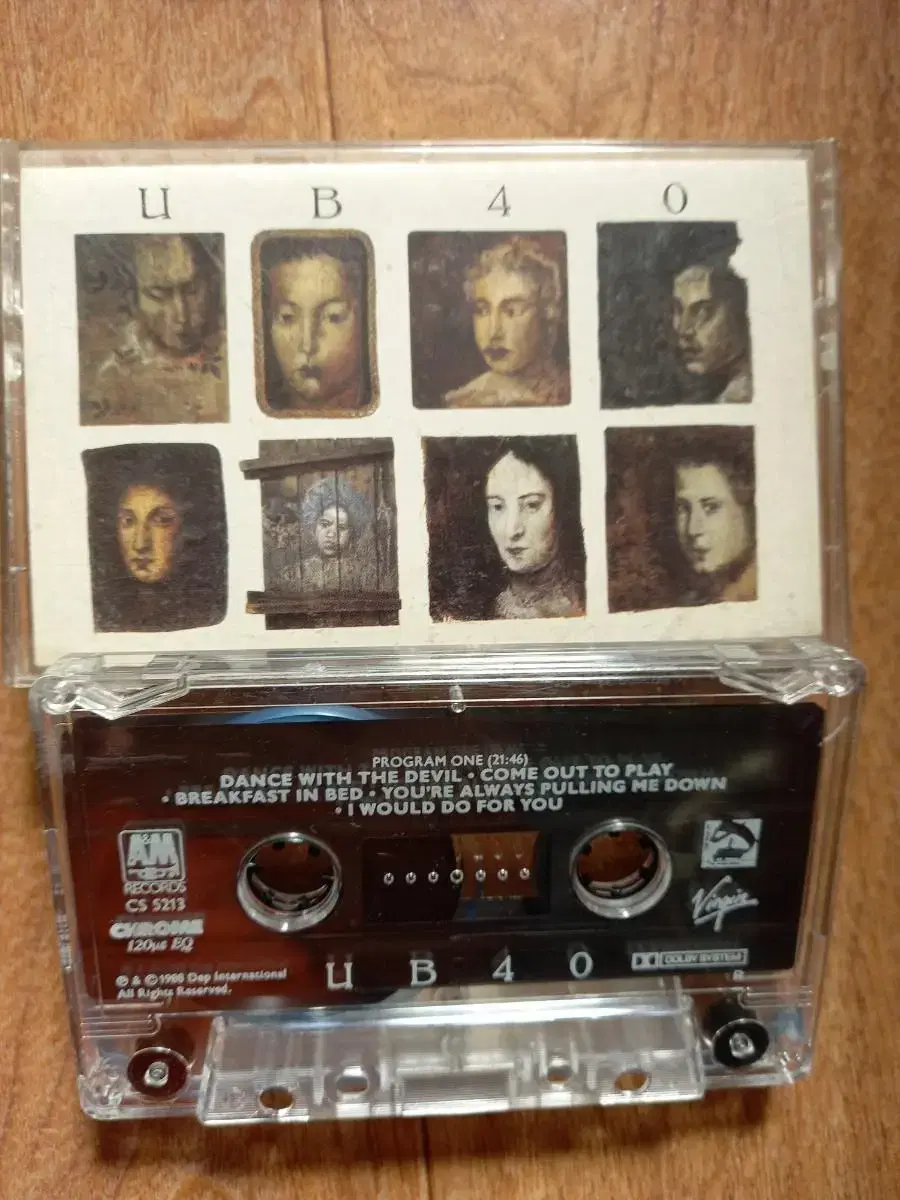 U B 4 0
PROGRAM ONE (21:46)
DANCE WITH THE DEVIL • COME OUT TO PLAY
• BREAKFAST IN BED • YOU'RE ALWAYS PULLING ME DOWN
• I WOULD DO FOR YOU
A&M
RECORDS
CS 5213
CHROME
120µs EQ
Virgin
U B 4 0
DOLBY SYSTEM
R
℗ & © 1988 Dep International
All Rights Reserved.